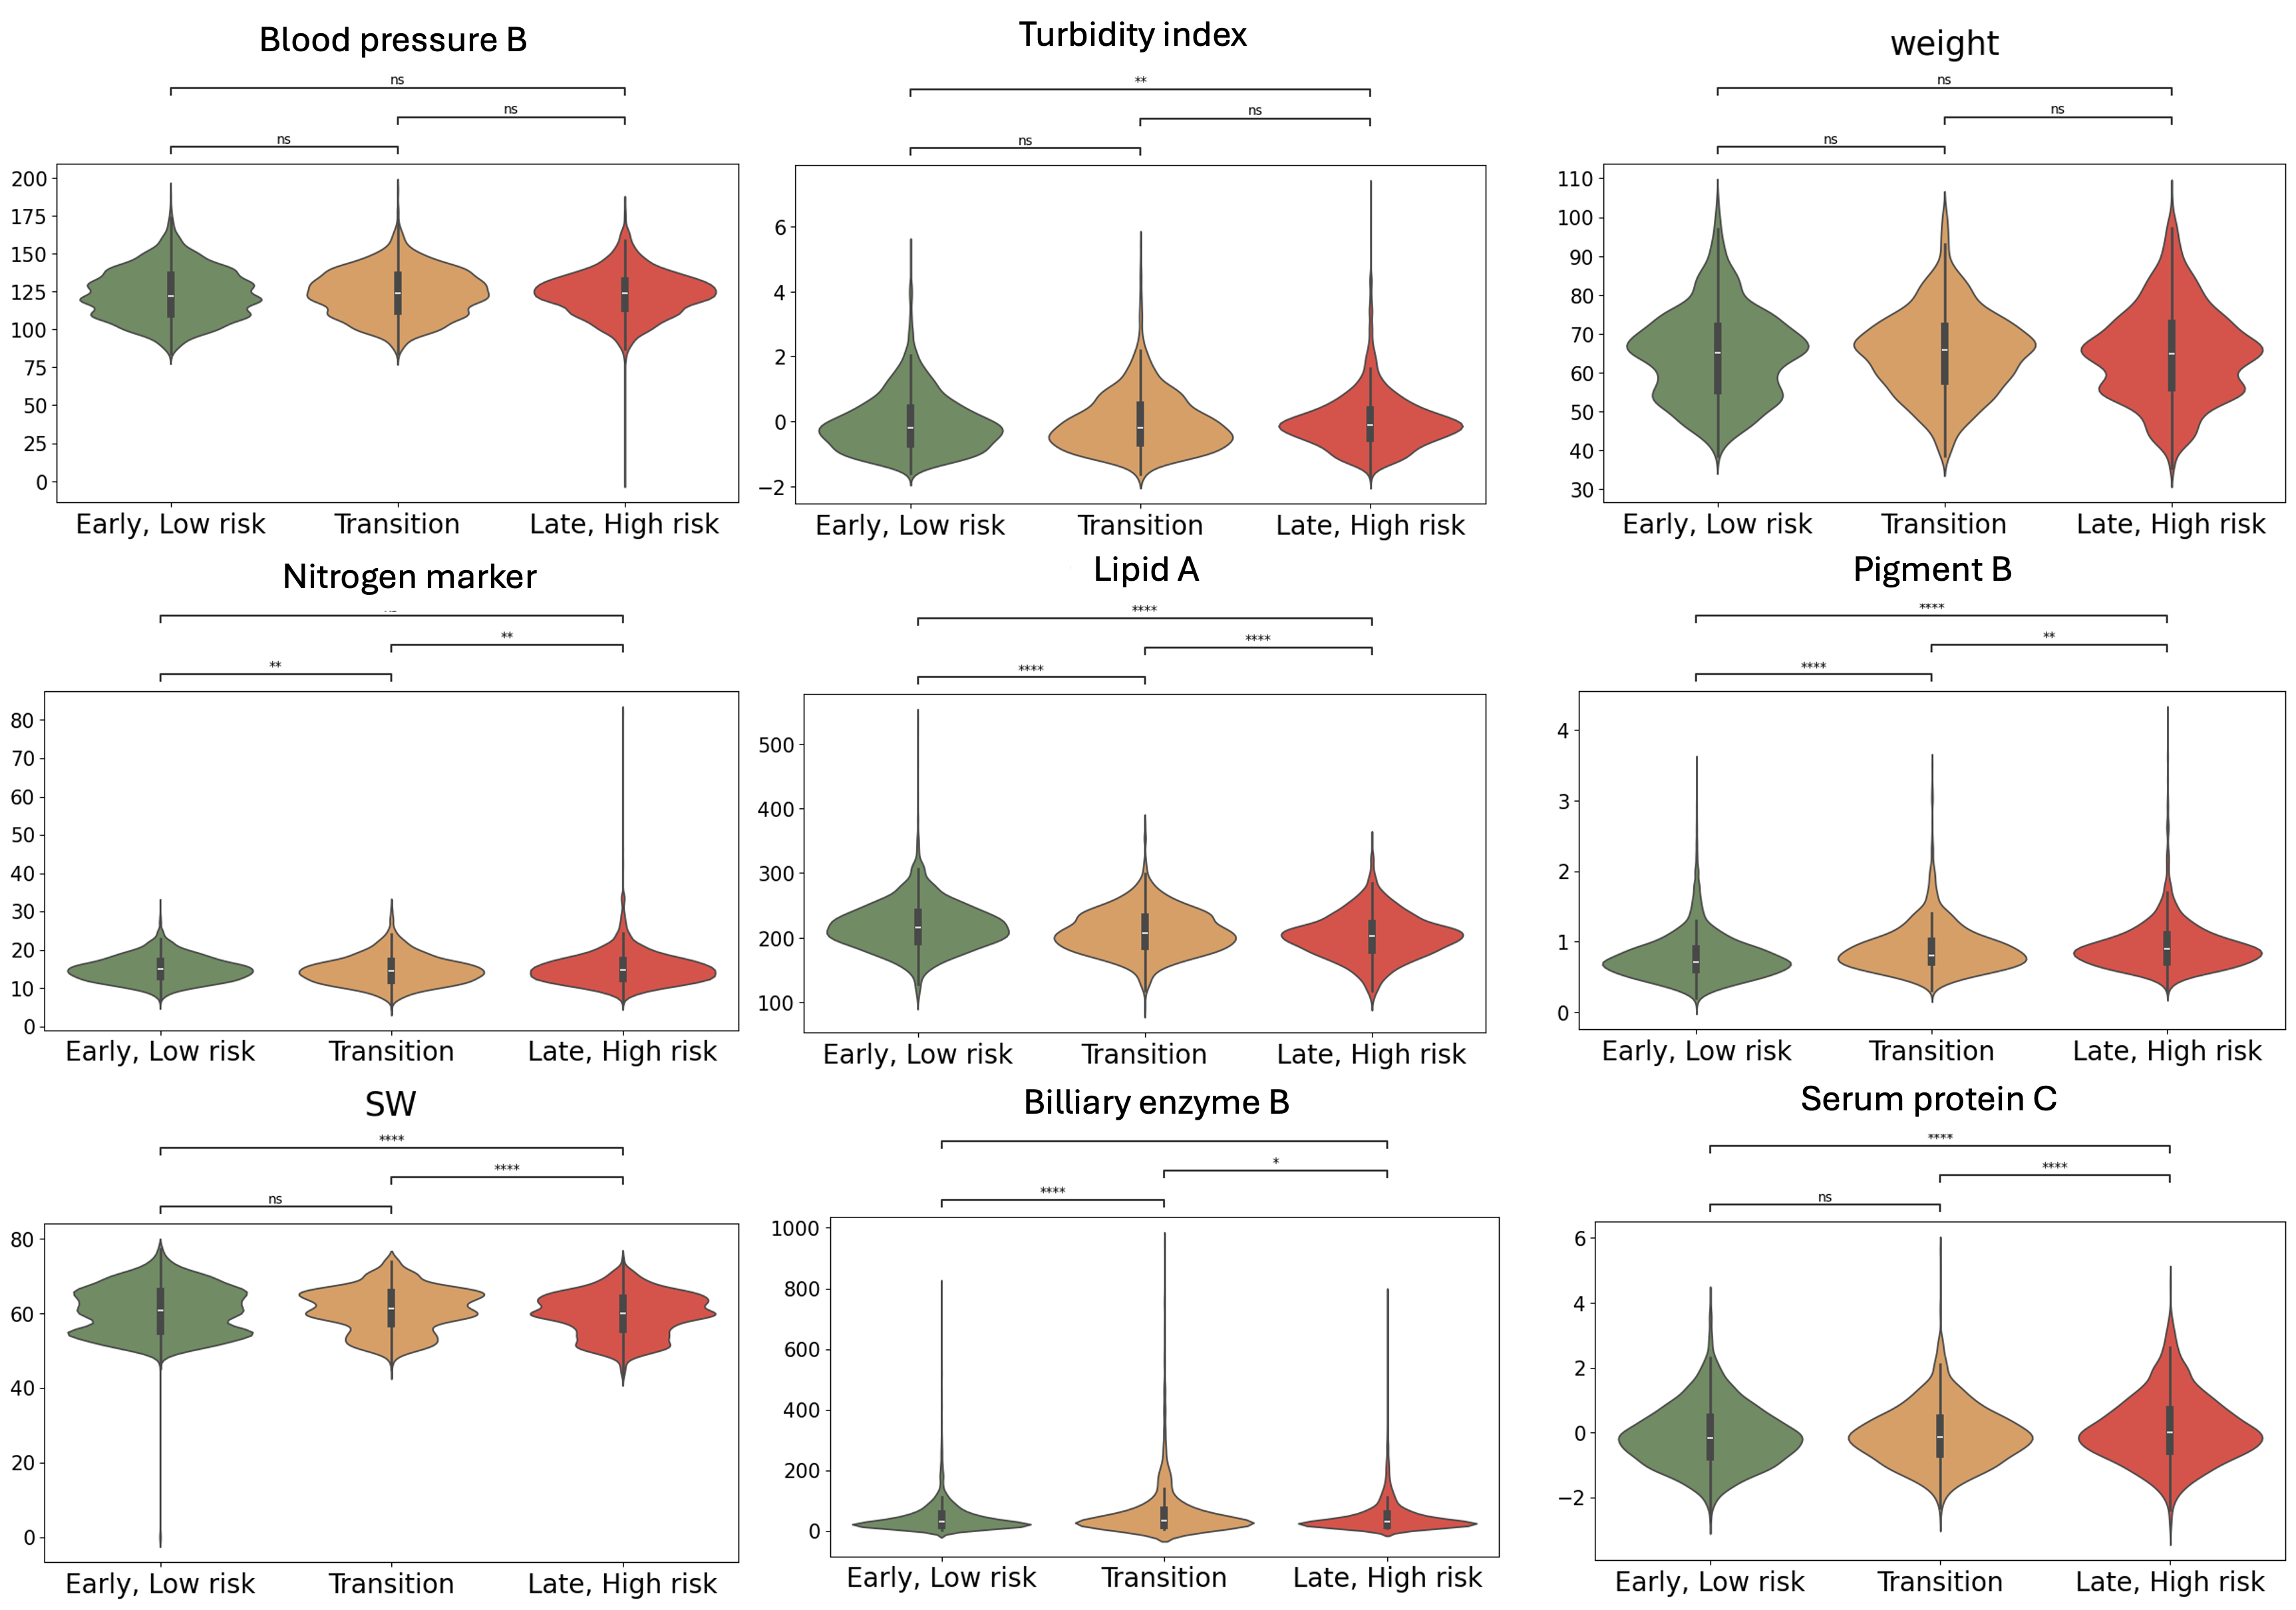 Blood pressure B
ns
ns
ns
200
175
150
125
100
75
50
25
0
Early, Low risk Transition Late, High risk
Turbidity index
**
ns
ns
6
4
2
0
−2
Early, Low risk Transition Late, High risk
weight
ns
ns
ns
110
100
90
80
70
60
50
40
30
Early, Low risk Transition Late, High risk
Nitrogen marker
**
**
80
70
60
50
40
30
20
10
0
Early, Low risk Transition Late, High risk
Lipid A
****
****
****
500
400
300
200
100
Early, Low risk Transition Late, High risk
Pigment B
****
**
****
4
3
2
1
0
Early, Low risk Transition Late, High risk
SW
****
****
ns
80
60
40
20
0
Early, Low risk Transition Late, High risk
Billiary enzyme B
*
****
1000
800
600
400
200
0
Early, Low risk Transition Late, High risk
Serum protein C
****
****
ns
6
4
2
0
−2
Early, Low risk Transition Late, High risk